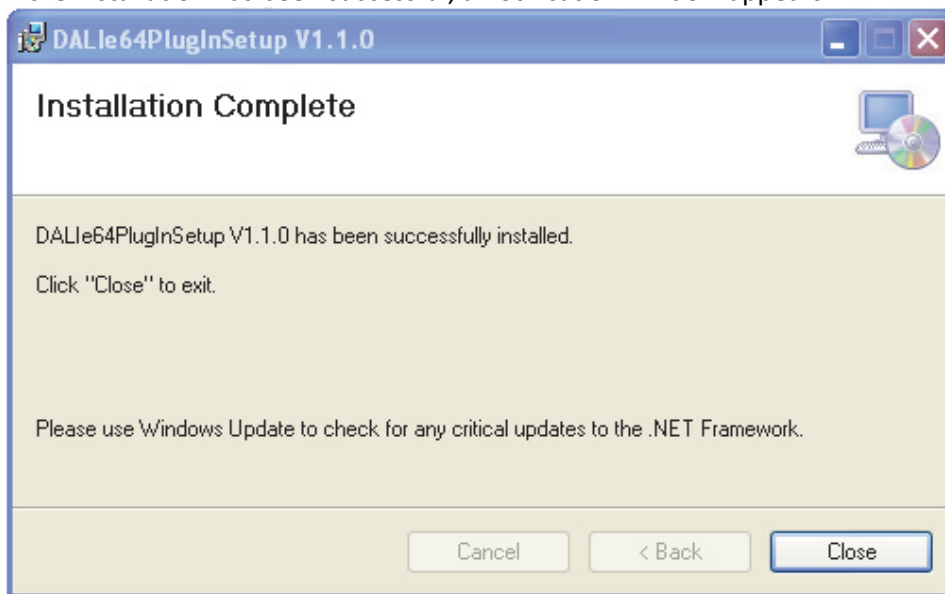 DALIe64PlugInSetup V1.1.0
Installation Complete
DALIe64PlugInSetup V1.1.0 has been successfully installed.
Click "Close" to exit.
Please use Windows Update to check for any critical updates to the .NET Framework.
Cancel
< Back
Close